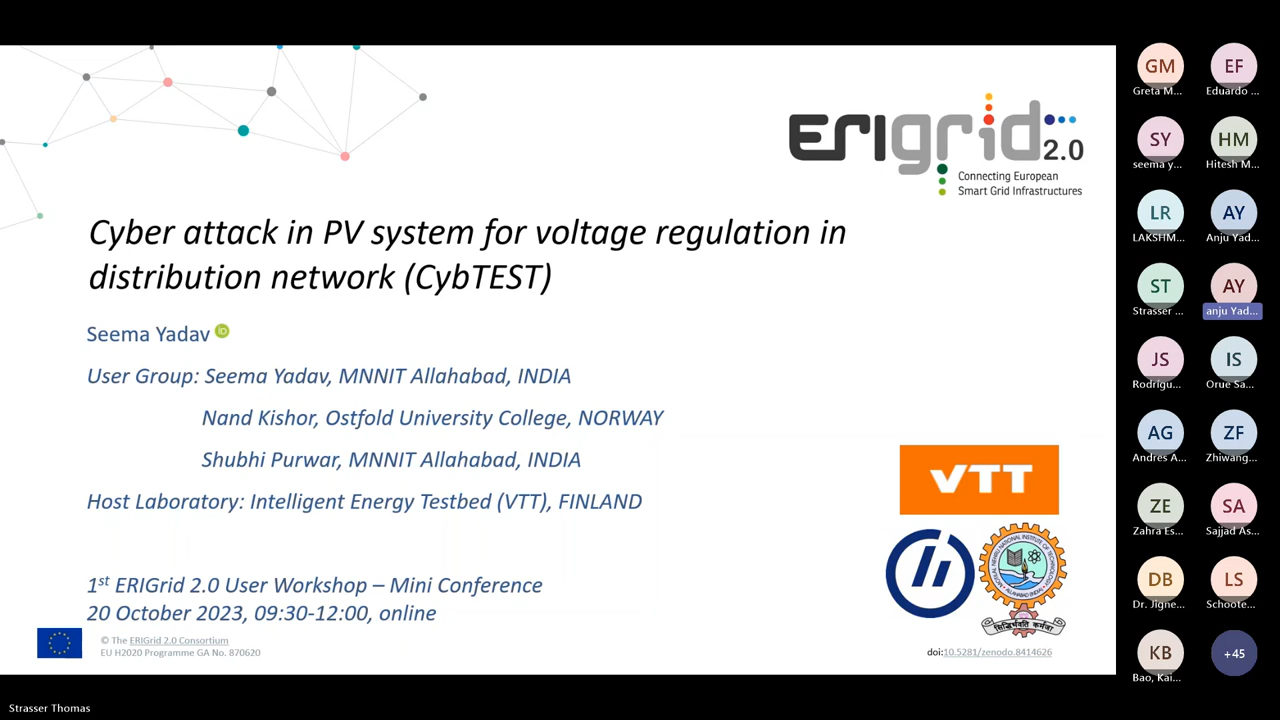 ERIgrid 2.0
Connecting European
Smart Grid Infrastructures
Cyber attack in PV system for voltage regulation in
distribution network (CybTEST)
Seema Yadav iD
User Group: Seema Yadav, MNNIT Allahabad, INDIA
Nand Kishor, Ostfold University College, NORWAY
Shubhi Purwar, MNNIT Allahabad, INDIA
Host Laboratory: Intelligent Energy Testbed (VTT), FINLAND
VTT
1st ERIGrid 2.0 User Workshop – Mini Conference
20 October 2023, 09:30-12:00, online
© The ERIGrid 2.0 Consortium
EU H2020 Programme GA No. 870620
doi:10.5281/zenodo.8414626
GM
Greta M...
EF
Eduardo ...
SY
seema y...
HM
Hitesh M...
LR
LAKSHM...
AY
Anju Yad...
ST
Strasser ...
AY
anju Yad...
JS
Rodrígu...
IS
Orue Sa...
AG
Andres A...
ZF
Zhiwang...
ZE
Zahra Es...
SA
Sajjad As...
DB
Dr. Jigne...
LS
Schoote...
KB
Bao, Kai...
+45
Strasser Thomas